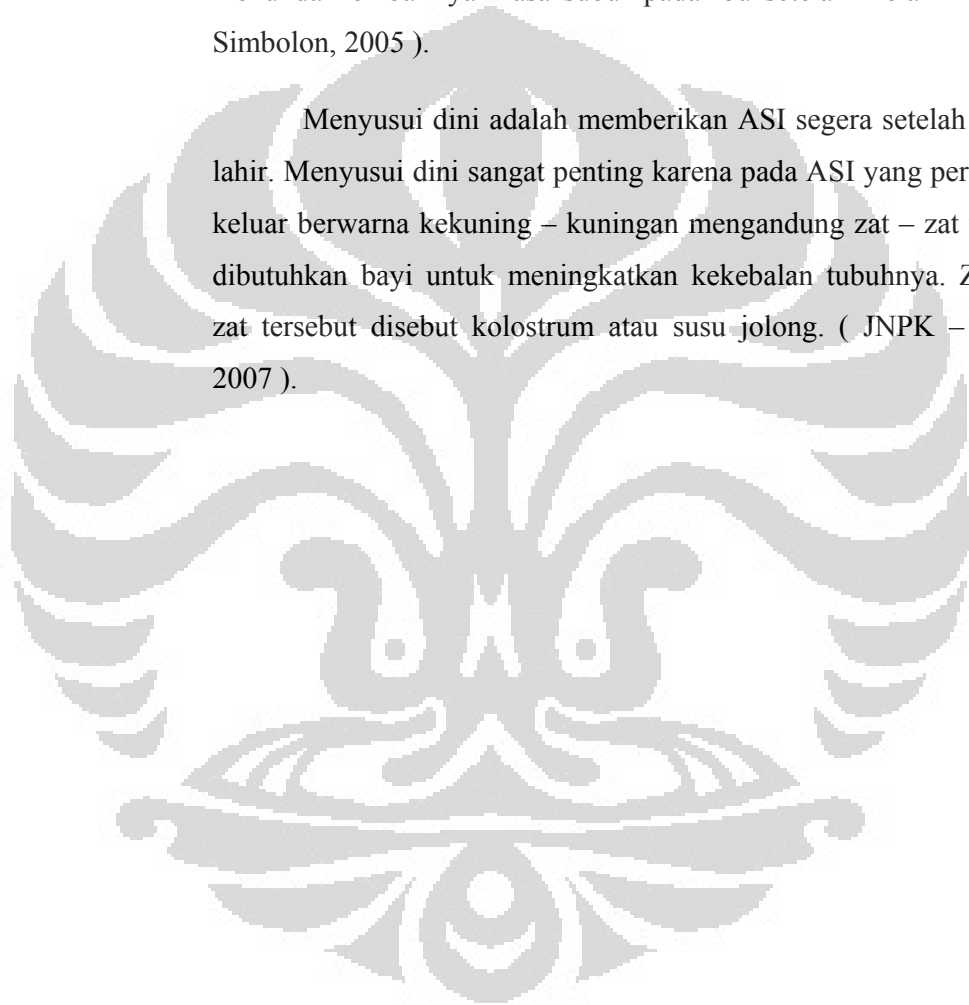 Simbolon, 2005 ).
Menyusui dini adalah memberikan ASI segera setelah
lahir. Menyusui dini sangat penting karena pada ASI yang per
keluar berwarna kekuning – kuningan mengandung zat – zat
dibutuhkan bayi untuk meningkatkan kekebalan tubuhnya. Z
zat tersebut disebut kolostrum atau susu jolong. ( JNPK –
2007 ).